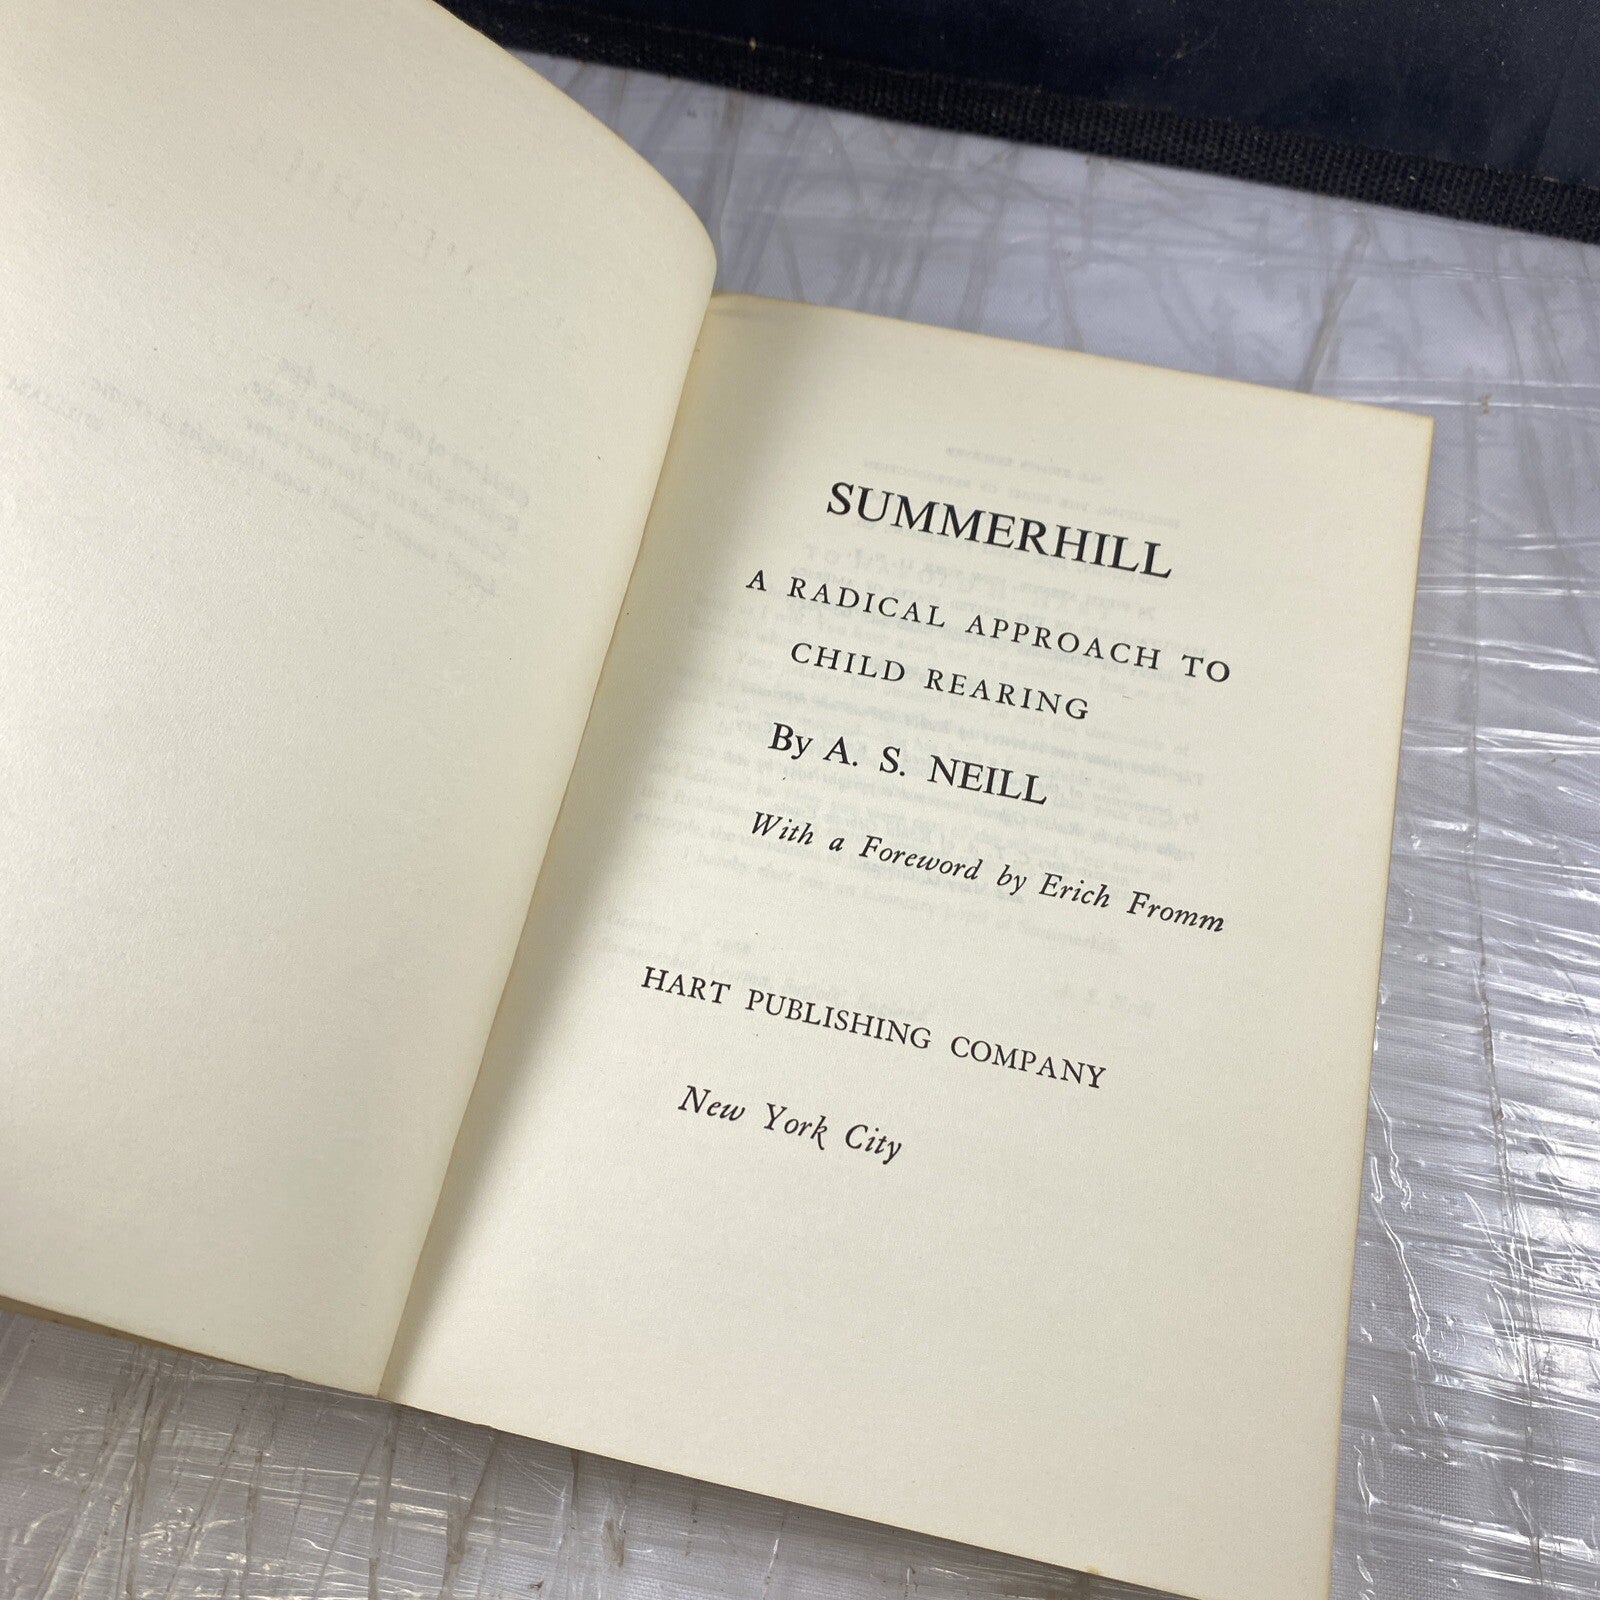 SUMMERHILL
A RADICAL APPROACH TO
CHILD REARING
By A. S. NEILL
With a Foreword by Erich Fromm
HART PUBLISHING COMPANY
New York City